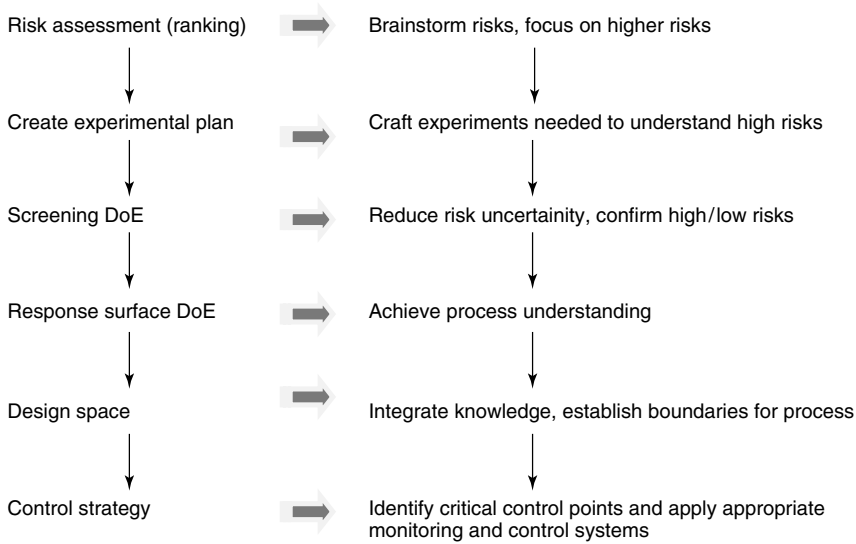 Risk assessment (ranking)
Brainstorm risks, focus on higher risks
Create experimental plan
Craft experiments needed to understand high risks
Screening DoE
Reduce risk uncertainity, confirm high/low risks
Response surface DoE
Achieve process understanding
Design space
Integrate knowledge, establish boundaries for process
Control strategy
Identify critical control points and apply appropriate
monitoring and control systems